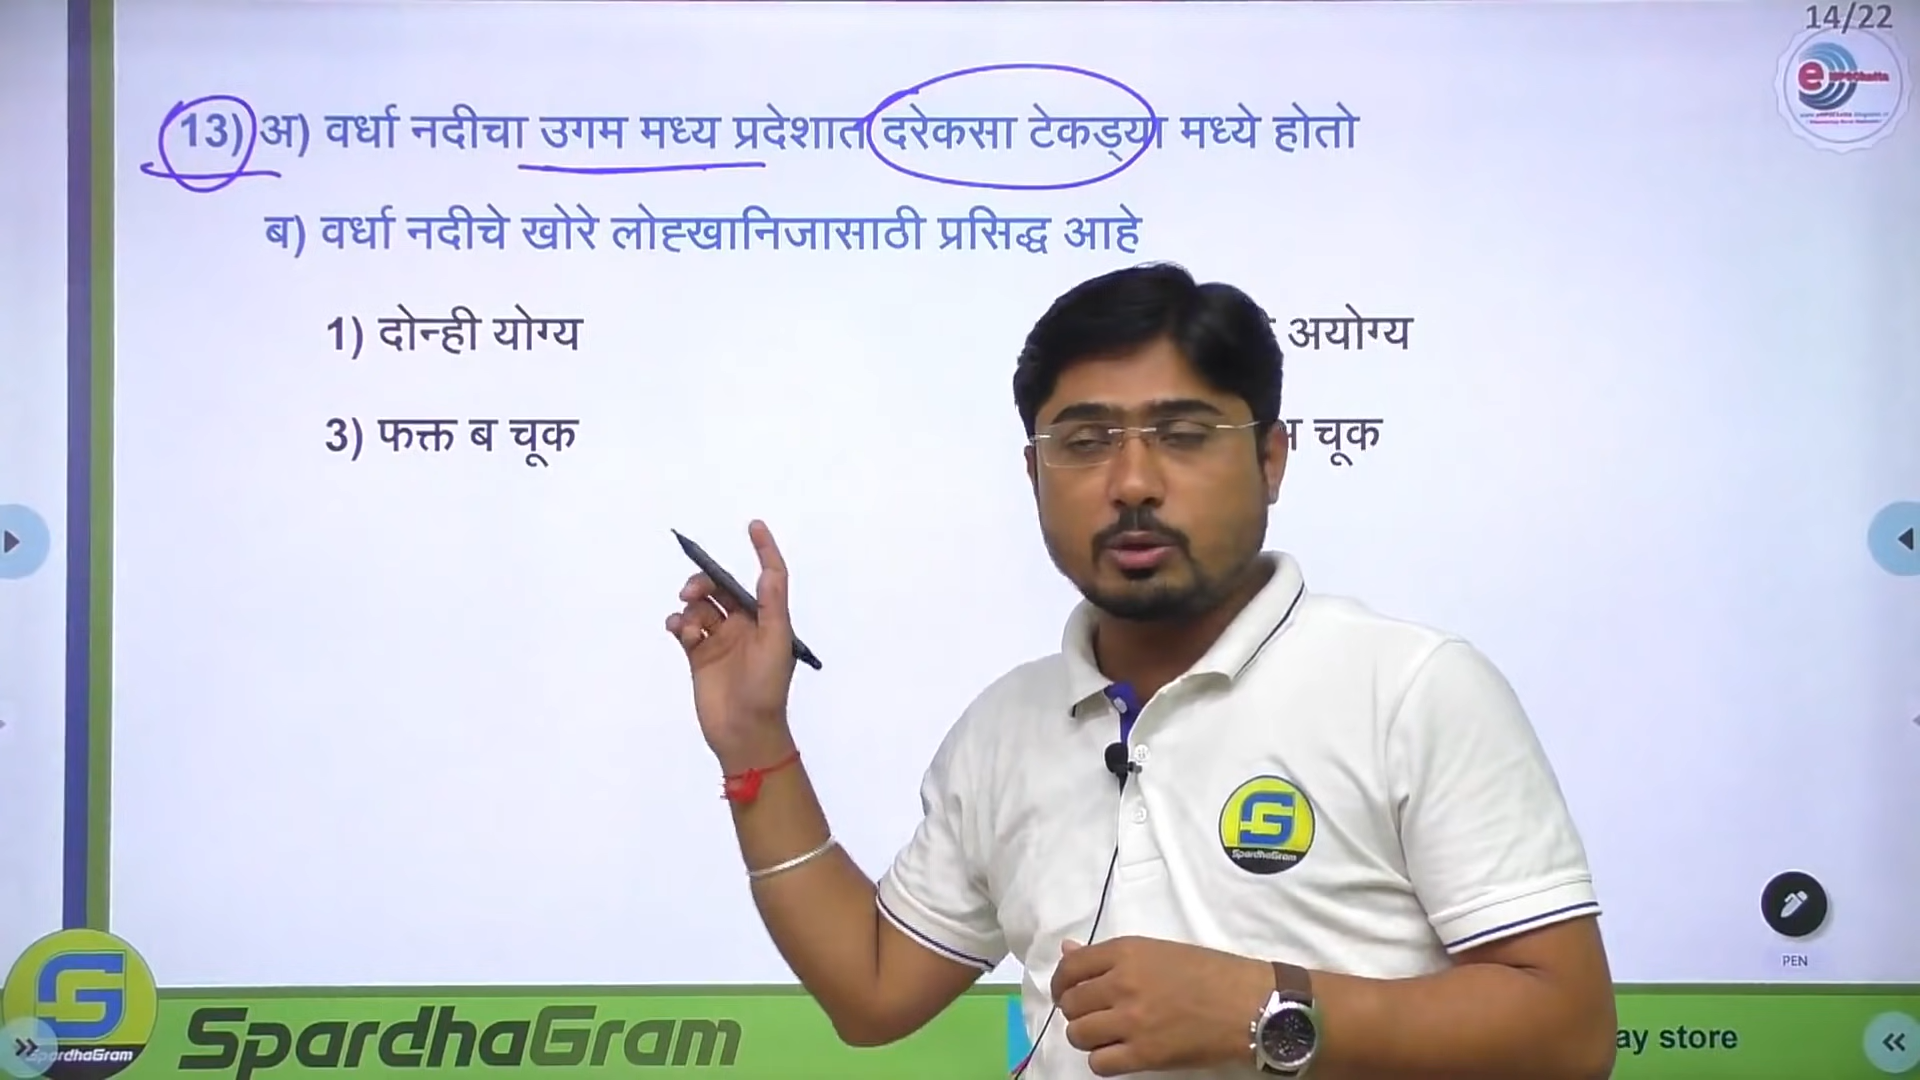 14/22
13) अ) वर्धा नदीचा उगम मध्य प्रदेशात दरेकसा टेकड्या मध्ये होतो
ब) वर्धा नदीचे खोरे लोह्खानिजासाठी प्रसिद्ध आहे
1) दोन्ही योग्य
अयोग्य
3) फक्त ब चूक
चूक
SpardhaGram
PEN
SpardhaGram
SpardhaGram
ay store